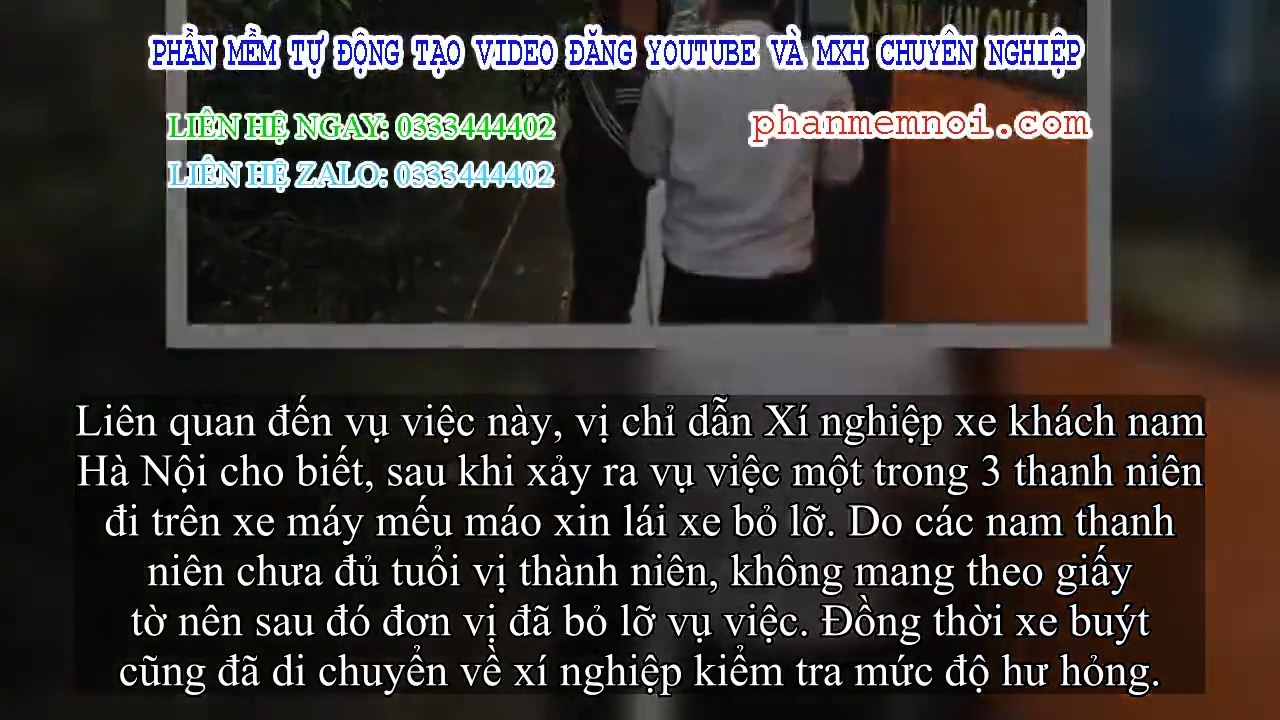 PHẦN MỀM TỰ ĐỘNG TẠO VIDEO ĐĂNG YOUTUBE VÀ MXH CHUYÊN NGHIỆP
LIÊN HỆ NGAY: 0333444402
phanmemnoi.com
LIÊN HỆ ZALO: 0333444402
Liên quan đến vụ việc này, vị chỉ dẫn Xí nghiệp xe khách nam
Hà Nội cho biết, sau khi xảy ra vụ việc một trong 3 thanh niên
đi trên xe máy mếu máo xin lái xe bỏ lỡ. Do các nam thanh
niên chưa đủ tuổi vị thành niên, không mang theo giấy
tờ nên sau đó đơn vị đã bỏ lỡ vụ việc. Đồng thời xe buýt
cũng đã di chuyển về xí nghiệp kiểm tra mức độ hư hỏng.